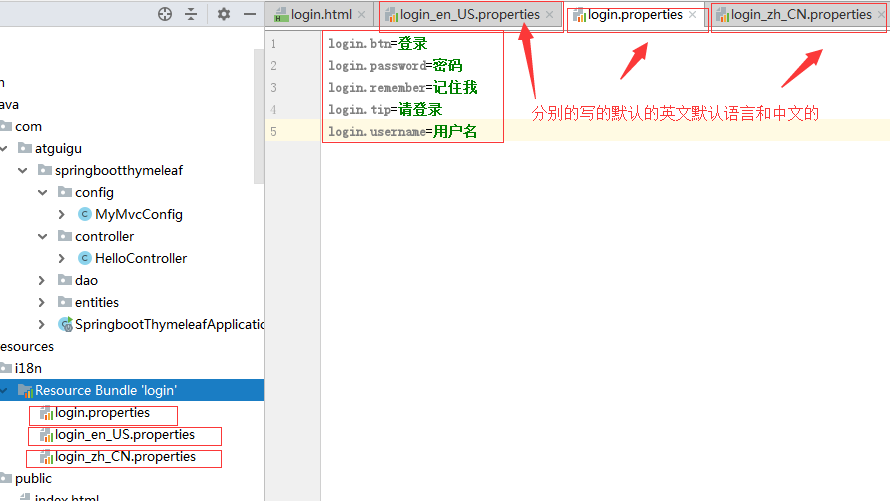 login.html
login_en_US.properties
login.properties
login_zh_CN.properties
1 login.btn=登录
2 login.password=密码
3 login.remember=记住我
4 login.tip=请登录
5 login.username=用户名
分别的写的默认的英文默认语言和中文的
n
ava
com
atguigu
springbootthymeleaf
config
MyMvcConfig
controller
HelloController
dao
entities
SpringbootThymeleafApplicatio
esources
i18n
Resource Bundle 'login'
login.properties
login_en_US.properties
login_zh_CN.properties
public
index.html